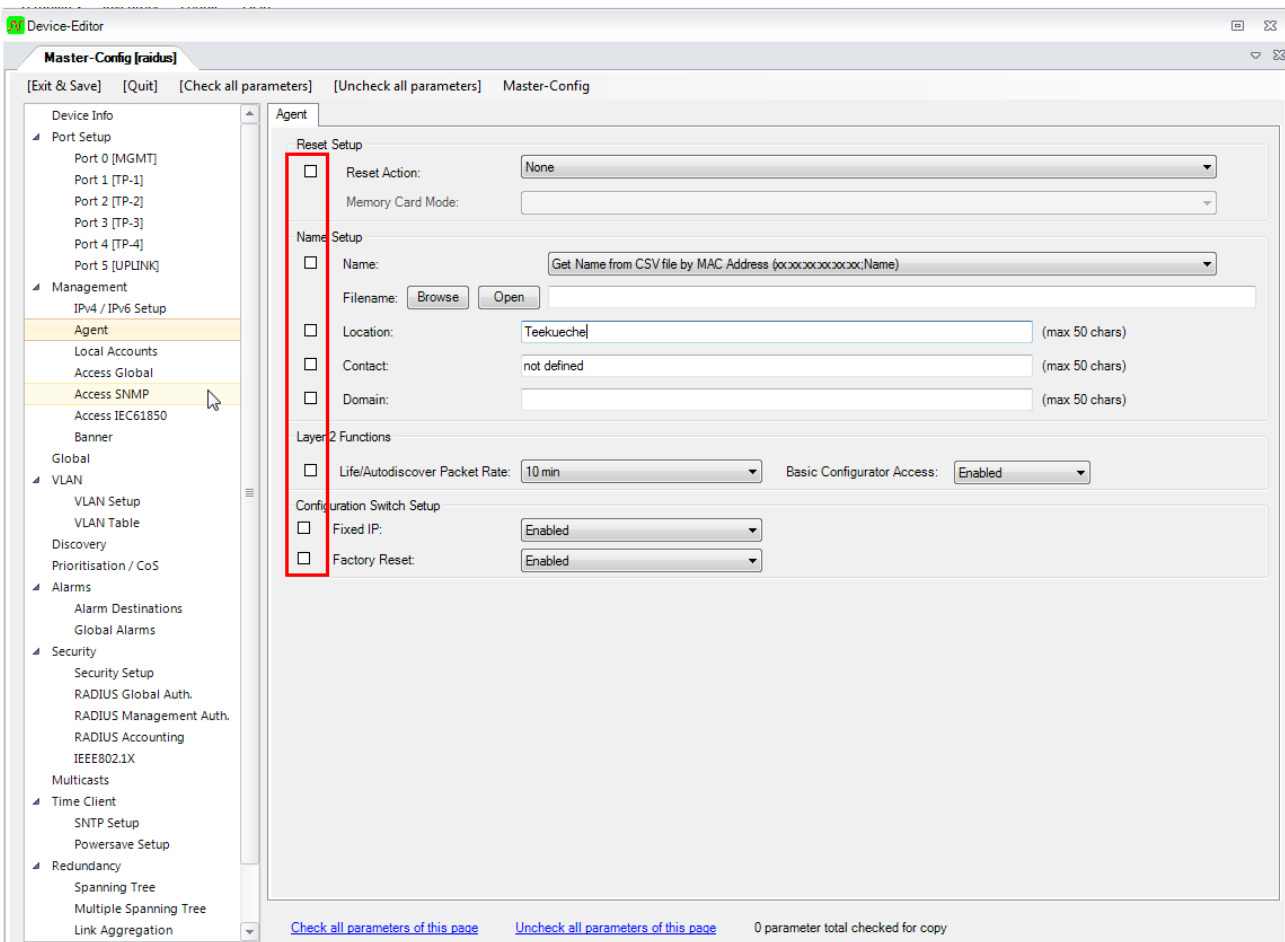 Device-Editor
Master-Config [raidus]
[Exit & Save] [Quit] [Check all parameters] [Uncheck all parameters] Master-Config
Device Info
Port Setup
Port 0 [MGMT]
Port 1 [TP-1]
Port 2 [TP-2]
Port 3 [TP-3]
Port 4 [TP-4]
Port 5 [UPLINK]
Management
IPv4 / IPv6 Setup
Agent
Local Accounts
Access Global
Access SNMP
Access IEC61850
Banner
Global
VLAN
VLAN Setup
VLAN Table
Discovery
Prioritisation / CoS
Alarms
Alarm Destinations
Global Alarms
Security
Security Setup
RADIUS Global Auth.
RADIUS Management Auth.
RADIUS Accounting
IEEE802.1X
Multicasts
Time Client
SNTP Setup
Powersave Setup
Redundancy
Spanning Tree
Multiple Spanning Tree
Link Aggregation
Agent
Reset Setup
Reset Action: None
Memory Card Mode:
Name Setup
Name: Get Name from CSV file by MAC Address (xx:xx:xx:xx:xx:xx;Name)
Filename: Browse Open
Location: Teekueche (max 50 chars)
Contact: not defined (max 50 chars)
Domain: (max 50 chars)
Layer 2 Functions
Life/Autodiscover Packet Rate: 10 min Basic Configurator Access: Enabled
Configuration Switch Setup
Fixed IP: Enabled
Factory Reset: Enabled
Check all parameters of this page Uncheck all parameters of this page 0 parameter total checked for copy